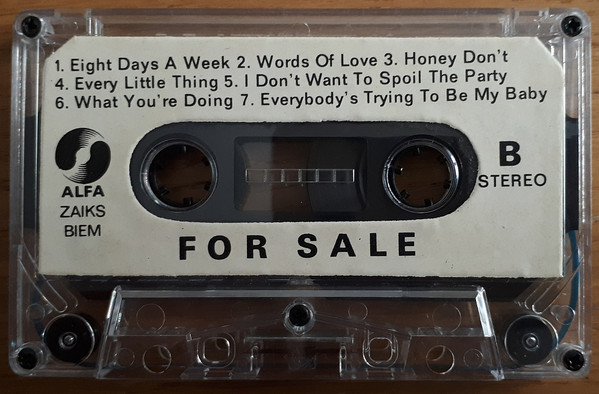 1. Eight Days A Week 2. Words Of Love 3. Honey Don't
4. Every Little Thing 5. I Don't Want To Spoil The Party
6. What You're Doing 7. Everybody's Trying To Be My Baby
ALFA
ZAIKS
BIEM
B
STEREO
FOR SALE